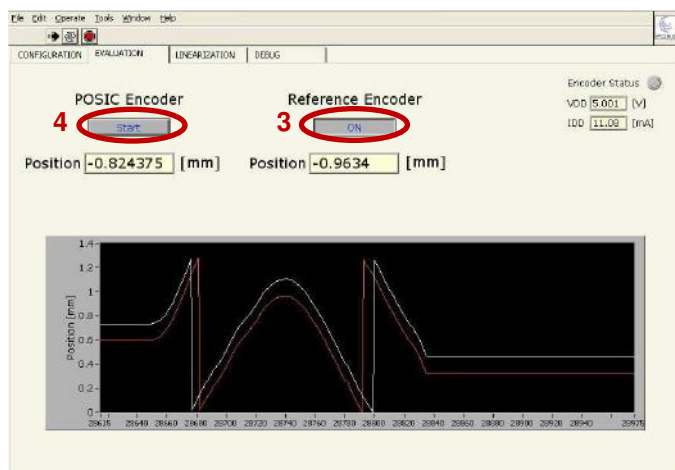 File Edit Operate Tools Window Help
CONFIGURATION EVALUATION LINEARIZATION DEBUG
Encoder Status
POSIC Encoder Reference Encoder
VDD 5.001 [V]
4 Start 3 ON
IDD 11.08 [mA]
Position -0.824375 [mm] Position -0.9634 [mm]
Position [mm]
1.4
1.2
1
0.8
0.6
0.4
0.2
0
28615 28640 28660 28680 28700 28720 28740 28760 28780 28800 28820 28840 28860 28880 28900 28920 28940 28975